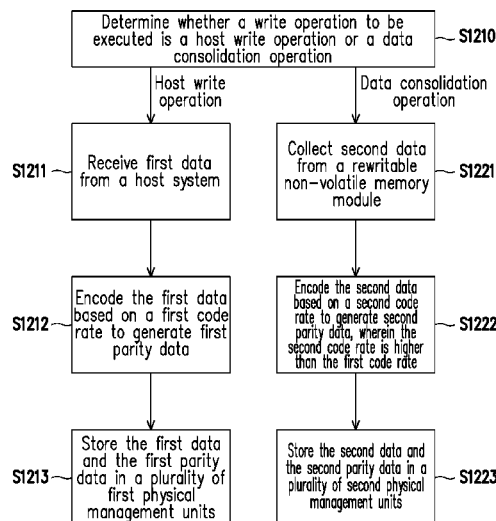 Determine whether a write operation to be
executed is a host write operation or a data
consolidation operation
S1210
Host write
operation
Data consolidation
operation
S1211
Receive first data
from a host system
Collect second data
from a rewritable
non-volatile memory
module
S1221
S1212
Encode the first data
based on a first code
rate to generate first
parity data
Encode the second data
based on a second code
rate to generate second
parity data, wherein the
second code rate is higher
than the first code rate
S1222
S1213
Store the first data
and the first parity
data in a plurality of
first physical
management units
Store the second data and
the second parity data in a
plurality of second physical
management units
S1223